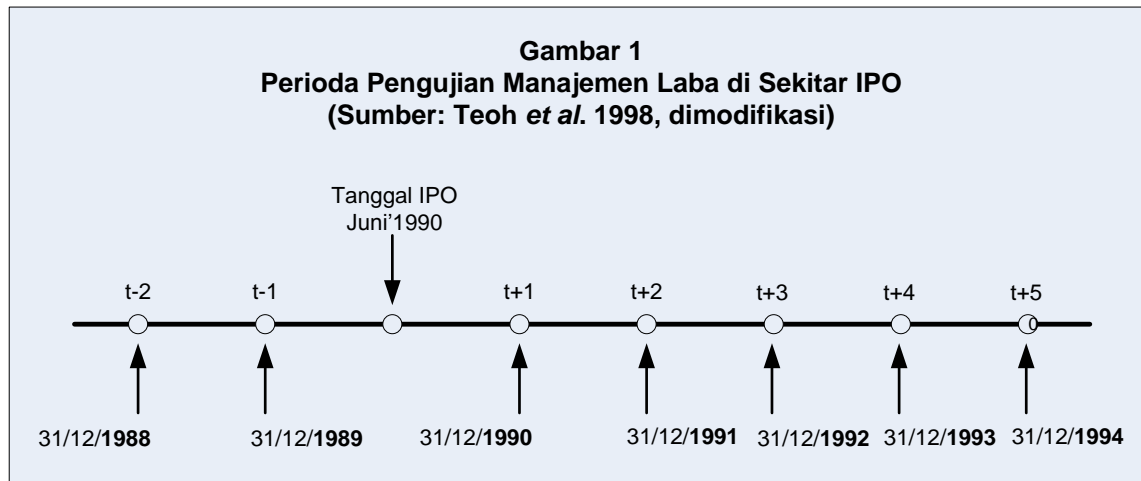 Gambar 1
Perioda Pengujian Manajemen Laba di Sekitar IPO
(Sumber: Teoh et al. 1998, dimodifikasi)
Tanggal IPO
Juni'1990
t-2 t-1 t+1 t+2 t+3 t+4 t+5
0
31/12/1988 31/12/1989 31/12/1990 31/12/1991 31/12/1992 31/12/1993 31/12/1994